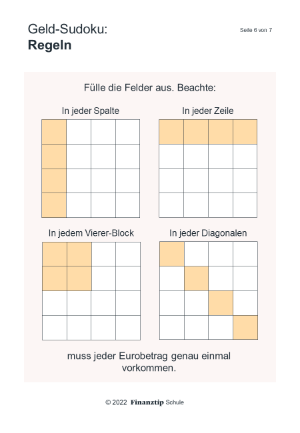 Geld-Sudoku:
Seite 6 von 7
Regeln
Fülle die Felder aus. Beachte:
In jeder Spalte
In jeder Zeile
In jedem Vierer-Block
In jeder Diagonalen
muss jeder Eurobetrag genau einmal
vorkommen.
© 2022 Finanztip Schule